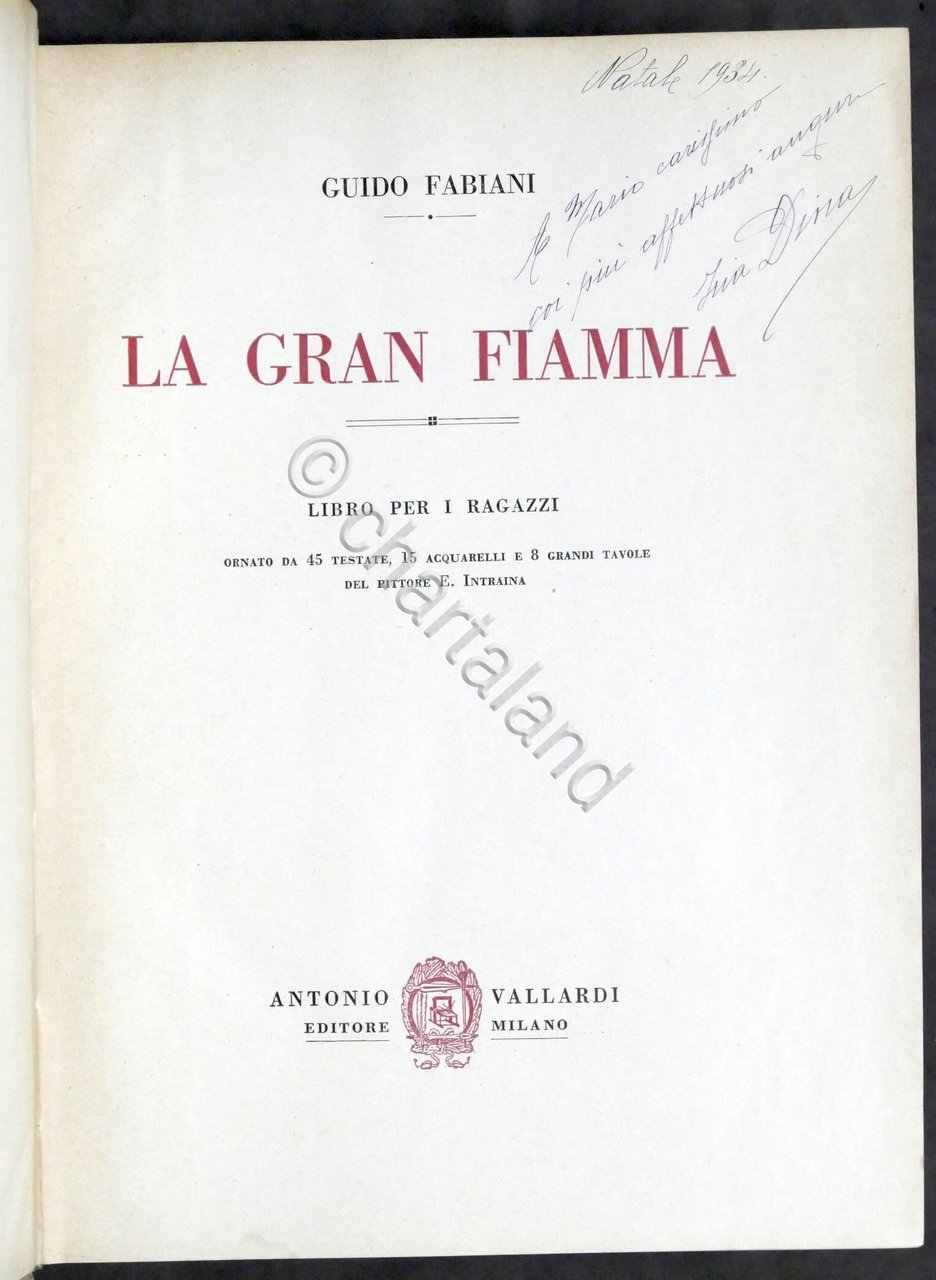 Natale 1934.
A Mario carissimo
coi più affettuosi auguri
Zia Dina
GUIDO FABIANI
LA GRAN FIAMMA
LIBRO PER I RAGAZZI
ORNATO DA 45 TESTATE, 15 ACQUARELLI E 8 GRANDI TAVOLE
DEL PITTORE E. INTRAINA
© chartaland
ANTONIO VALLARDI
EDITORE MILANO